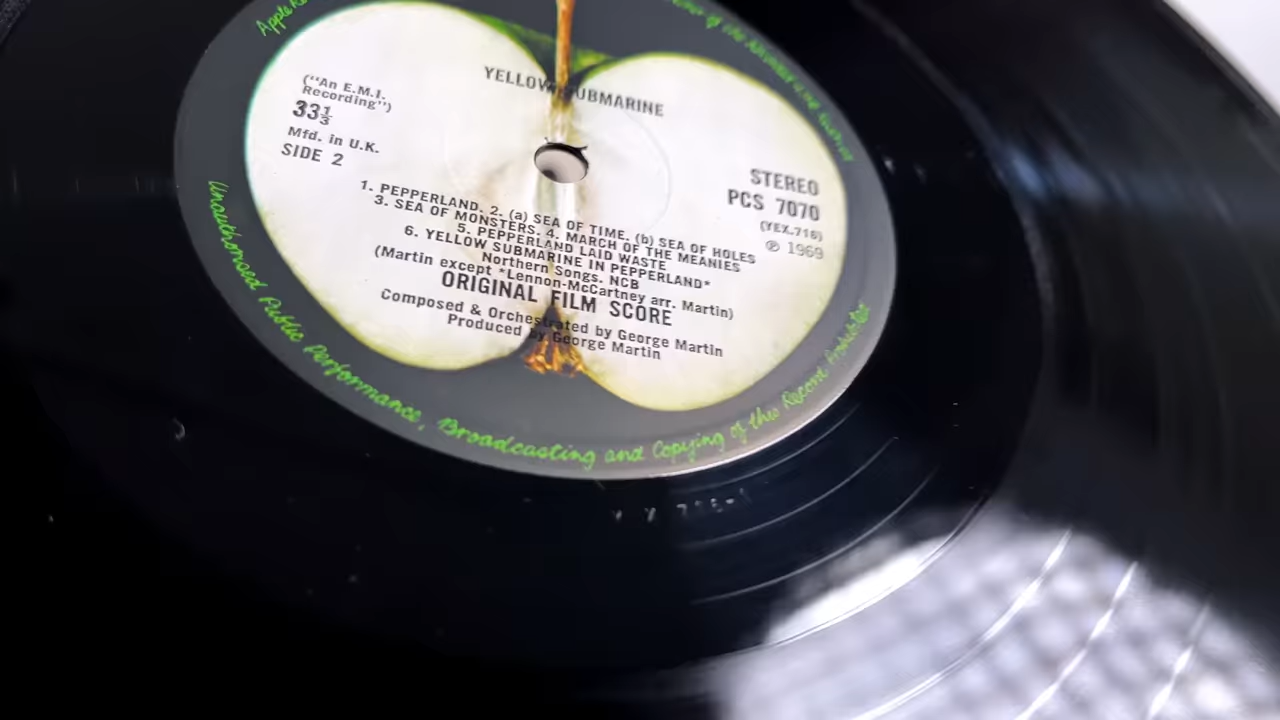 Apple
YELLOW SUBMARINE
("An E.M.I.
Recording")
33⅓
Mfd. in U.K.
SIDE 2
STEREO
PCS 7070
(YEX.716)
℗ 1969
1. PEPPERLAND. 2. (a) SEA OF TIME. (b) SEA OF HOLES
3. SEA OF MONSTERS. 4. MARCH OF THE MEANIES
5. PEPPERLAND LAID WASTE
6. YELLOW SUBMARINE IN PEPPERLAND*
Northern Songs. NCB
(Martin except *Lennon-McCartney arr. Martin)
ORIGINAL FILM SCORE
Composed & Orchestrated by George Martin
Produced by George Martin
Unauthorised Public Performance, Broadcasting and Copying of this Record Prohibited